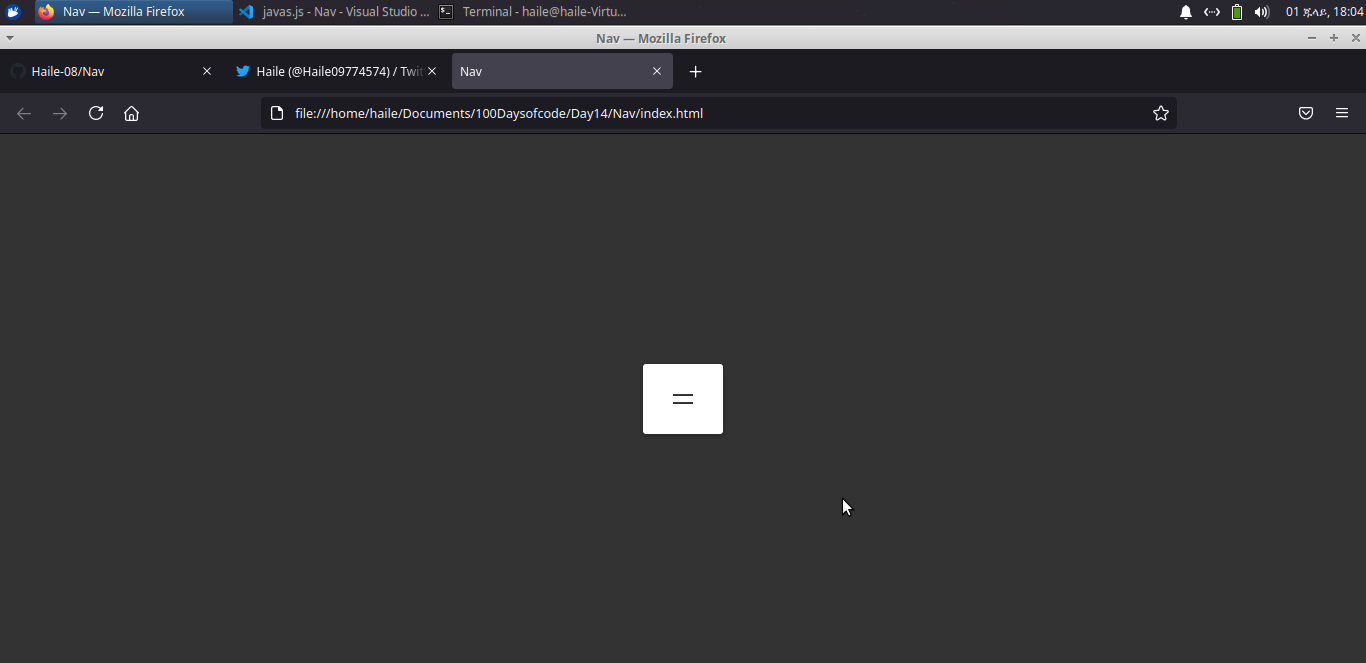 Nav — Mozilla Firefox
javas.js - Nav - Visual Studio ...
Terminal - haile@haile-Virtu...
01 ጁላይ, 18:04
Nav — Mozilla Firefox
Haile-08/Nav
Haile (@Haile09774574) / Twit
Nav
file:///home/haile/Documents/100Daysofcode/Day14/Nav/index.html